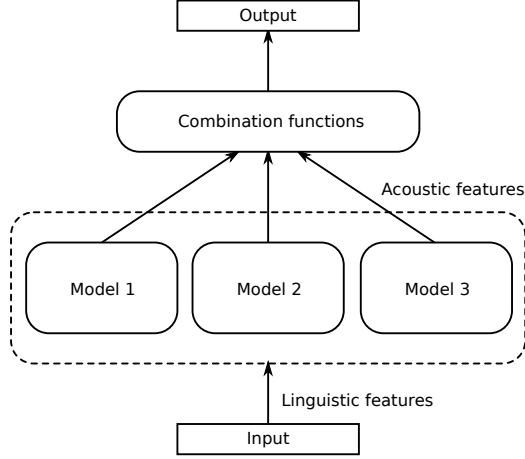 Output
Combination functions
Acoustic features
Model 1
Model 2
Model 3
Linguistic features
Input